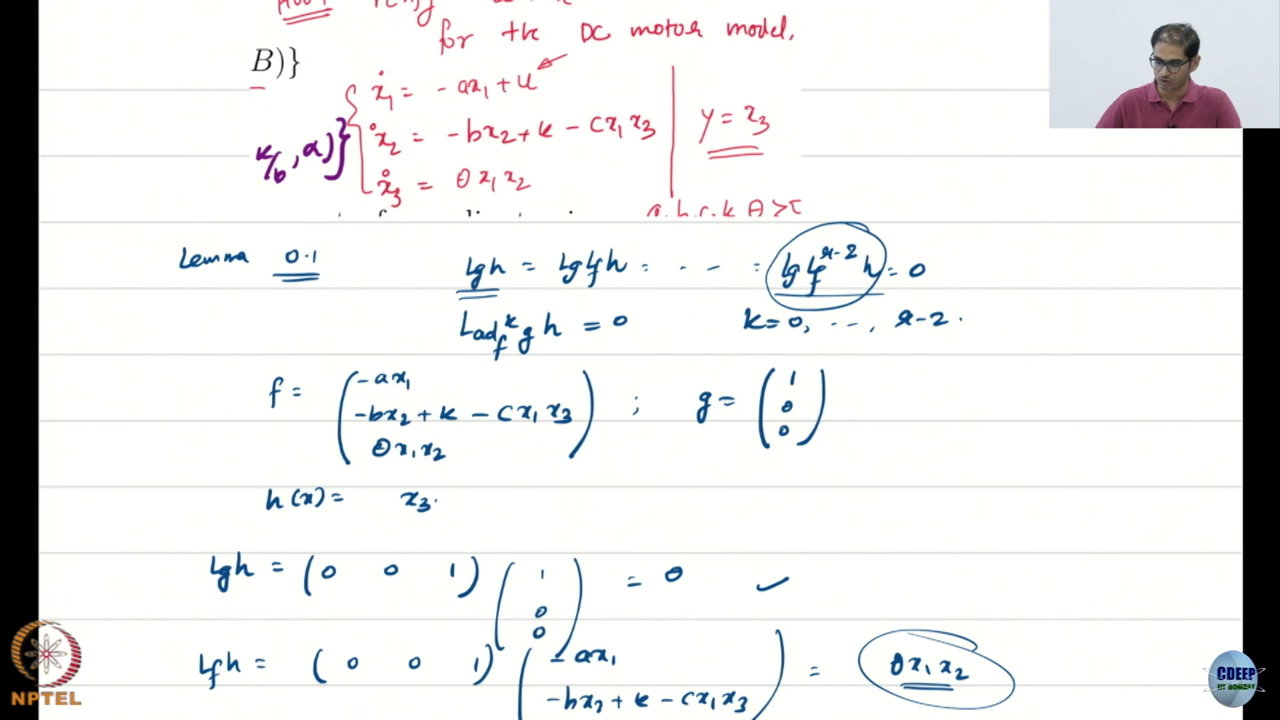 for the DC motor model,
B)}
ẋ₁ = -ax₁ + u
ẋ₂ = -bx₂ + k - cx₁x₃
y = x₃
k/b, α)}
ẋ₃ = θx₁x₂
Lemma 0.1
Lgh = LgLfh = ... = LgLf^{r-2}h = 0
L_{ad_f^k g}h = 0 k=0, ..., r-2.
f = (-ax₁
-bx₂ + k - cx₁x₃
θx₁x₂) ; g = (1
0
0)
h(x) = x₃.
Lgh = (0 0 1) (1
0
0) = 0 ✓
Lfh = (0 0 1) (-ax₁
-bx₂ + k - cx₁x₃ = θx₁x₂
NPTEL
CDEEP
IIT BOMBAY